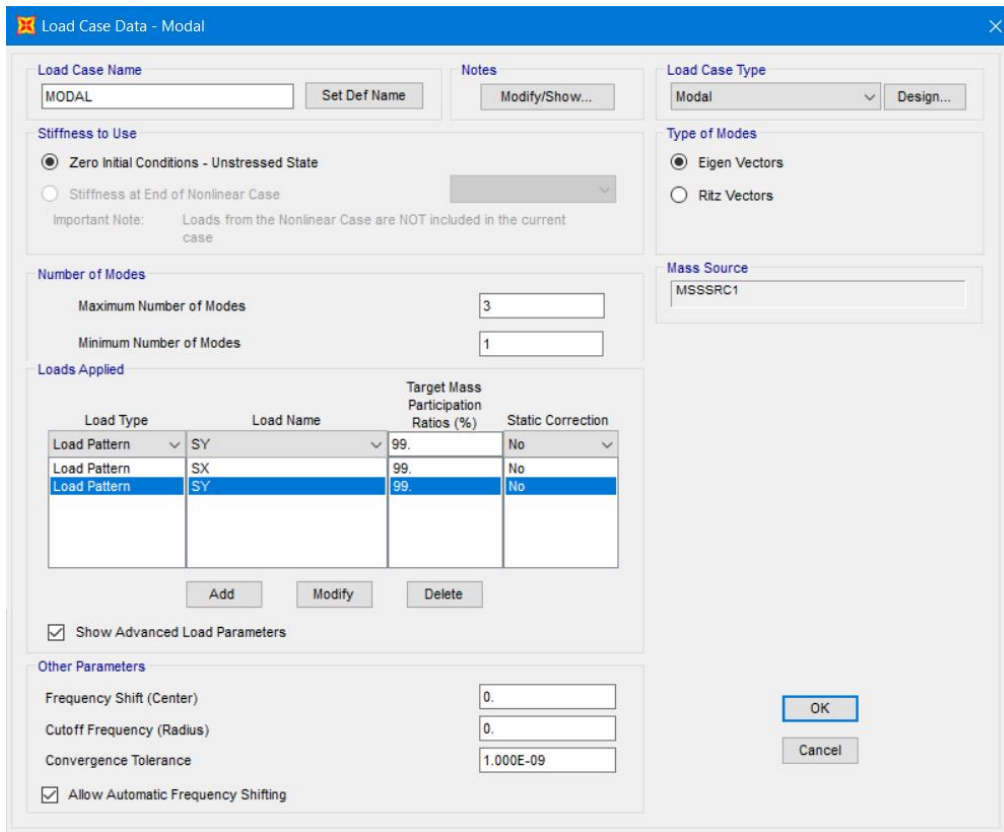 Load Case Data - Modal
Load Case Name
MODAL
Set Def Name
Notes
Modify/Show...
Load Case Type
Modal
Design...
Stiffness to Use
Zero Initial Conditions - Unstressed State
Stiffness at End of Nonlinear Case
Important Note: Loads from the Nonlinear Case are NOT included in the current
case
Type of Modes
Eigen Vectors
Ritz Vectors
Number of Modes
Maximum Number of Modes 3
Minimum Number of Modes 1
Mass Source
MSSSRC1
Loads Applied
Target Mass
Participation
Load Type Load Name Ratios (%) Static Correction
Load Pattern SY 99. No
Load Pattern SX 99. No
Load Pattern SY 99. No
Add Modify Delete
Show Advanced Load Parameters
Other Parameters
Frequency Shift (Center) 0.
Cutoff Frequency (Radius) 0.
Convergence Tolerance 1.000E-09
Allow Automatic Frequency Shifting
OK
Cancel